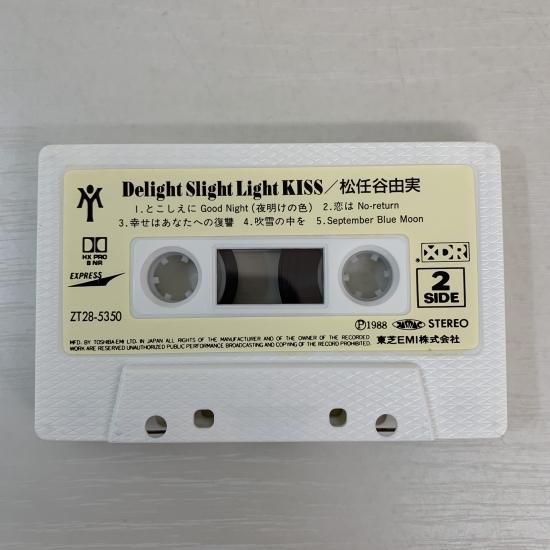 Delight Slight Light KISS／松任谷由実
1. とこしえに Good Night (夜明けの色) 2. 恋は No-return
3. 幸せはあなたへの復讐 4. 吹雪の中を 5. September Blue Moon
HX PRO
B NR
EXPRESS
XDR
2
SIDE
ZT28-5350
Ⓟ1988 STEREO
MFD. BY TOSHIBA-EMI LTD. IN JAPAN ALL RIGHTS OF THE MANUFACTURER AND OF THE OWNER OF THE RECORDED
WORK ARE RESERVED UNAUTHORIZED PUBLIC PERFORMANCE BROADCASTING AND COPYING OF THE RECORD PROHIBITED.
東芝EMI株式会社